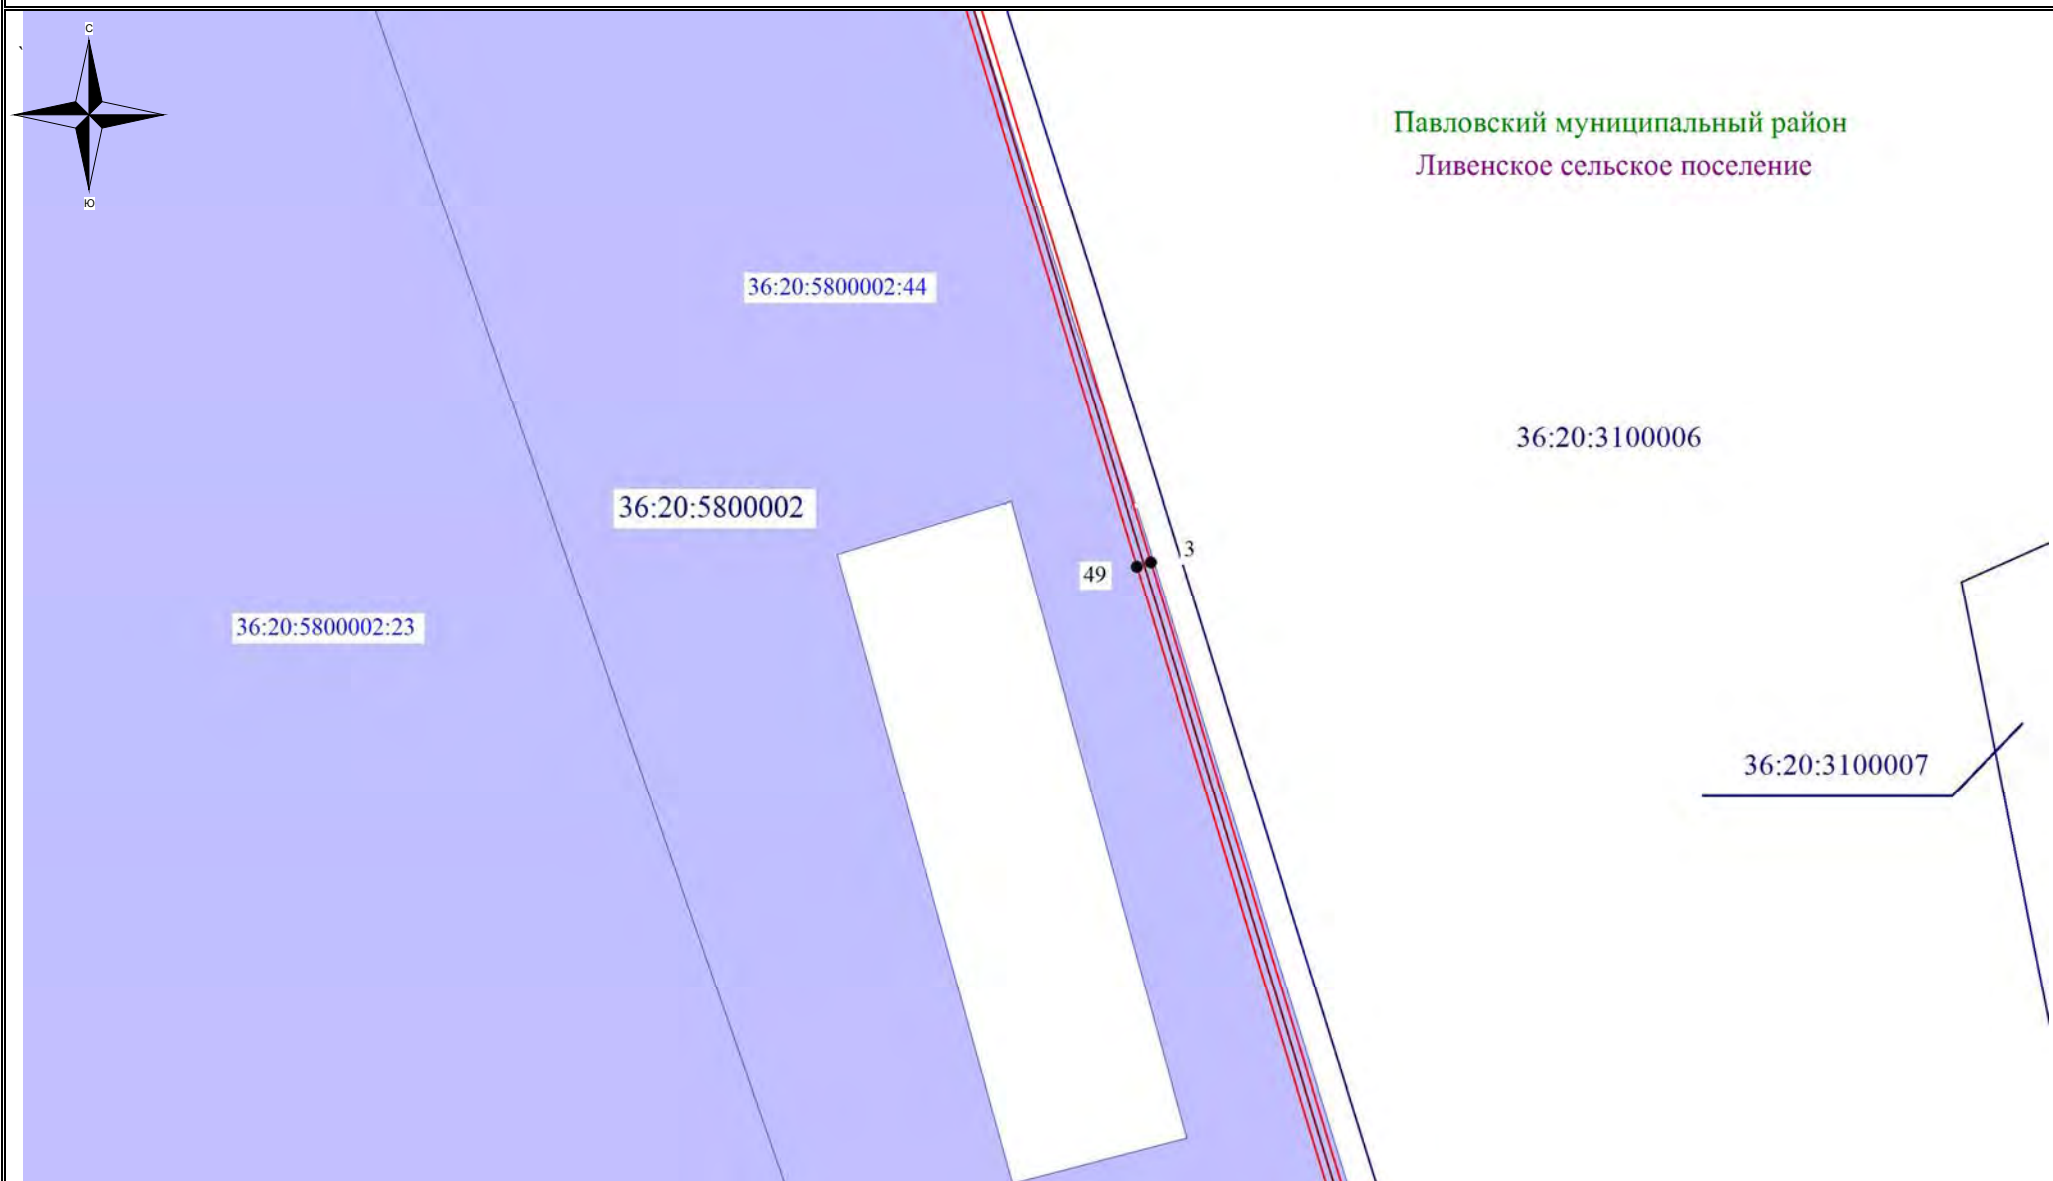 С
Ю
Павловский муниципальный район
Ливенское сельское поселение
36:20:5800002:44
36:20:3100006
36:20:5800002
3
49
36:20:5800002:23
36:20:3100007